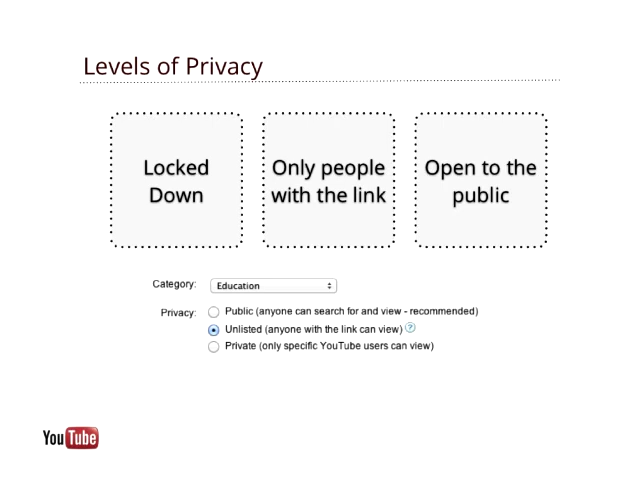 Levels of Privacy
Locked
Down
Only people
with the link
Open to the
public
Category: Education
Privacy: Public (anyone can search for and view - recommended)
Unlisted (anyone with the link can view) ?
Private (only specific YouTube users can view)
YouTube